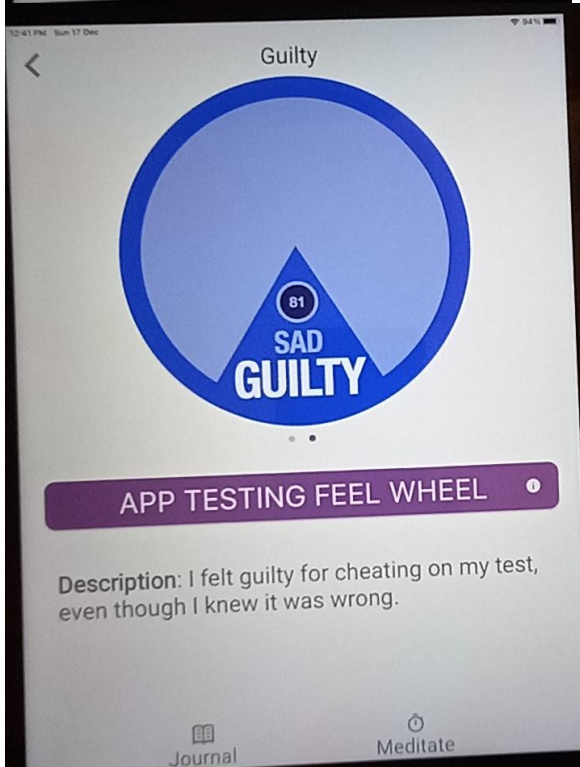 12:41 PM Sun 17 Dec
94%
Guilty
81
SAD
GUILTY
APP TESTING FEEL WHEEL
Description: I felt guilty for cheating on my test,
even though I knew it was wrong.
Journal
Meditate